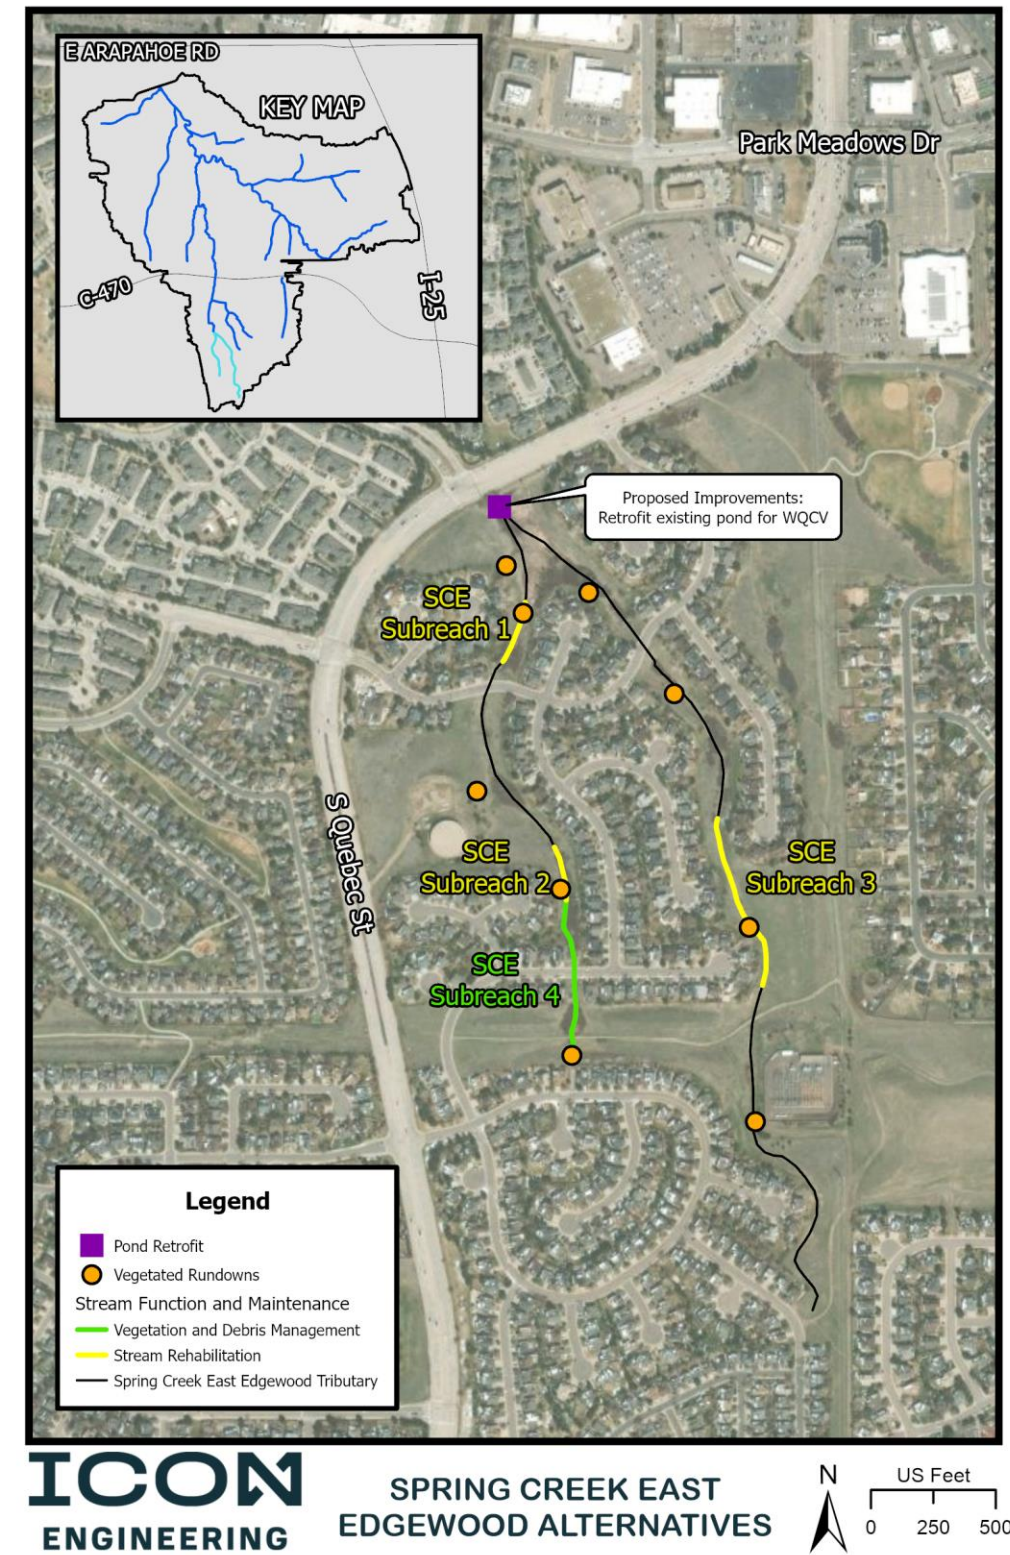 E ARAPAHOE RD
KEY MAP
C-470
I-25
Park Meadows Dr
Proposed Improvements:
Retrofit existing pond for WQCV
SCE
Subreach 1
S Quebec St
SCE
Subreach 2
SCE
Subreach 3
SCE
Subreach 4
Legend
Pond Retrofit
Vegetated Rundowns
Stream Function and Maintenance
Vegetation and Debris Management
Stream Rehabilitation
Spring Creek East Edgewood Tributary
ICON
ENGINEERING
SPRING CREEK EAST
EDGEWOOD ALTERNATIVES
N
US Feet
0 250 500